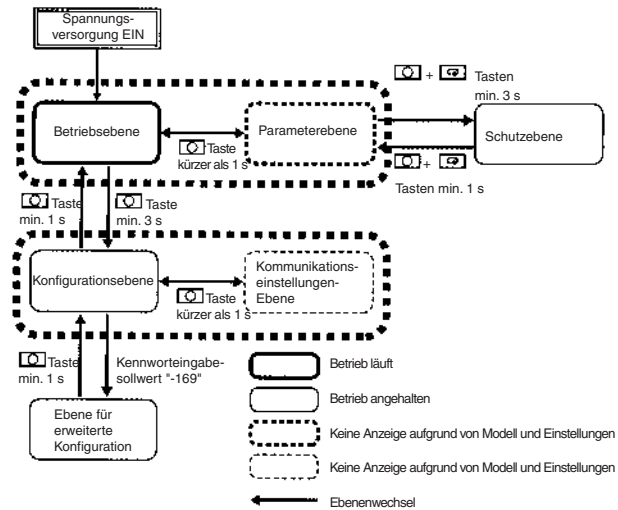 Spannungs-
versorgung EIN
+ Tasten
min. 3 s
Betriebsebene
Taste
kürzer als 1 s
Parameterebene
Schutzebene
+
Tasten min. 1 s
Taste
min. 1 s
Taste
min. 3 s
Konfigurationsebene
Taste
kürzer als 1 s
Kommunikations-
einstellungen-
Ebene
Taste
min. 1 s
Kennworteingabe-
sollwert "-169"
Ebene für
erweiterte
Konfiguration
Betrieb läuft
Betrieb angehalten
Keine Anzeige aufgrund von Modell und Einstellungen
Keine Anzeige aufgrund von Modell und Einstellungen
Ebenenwechsel